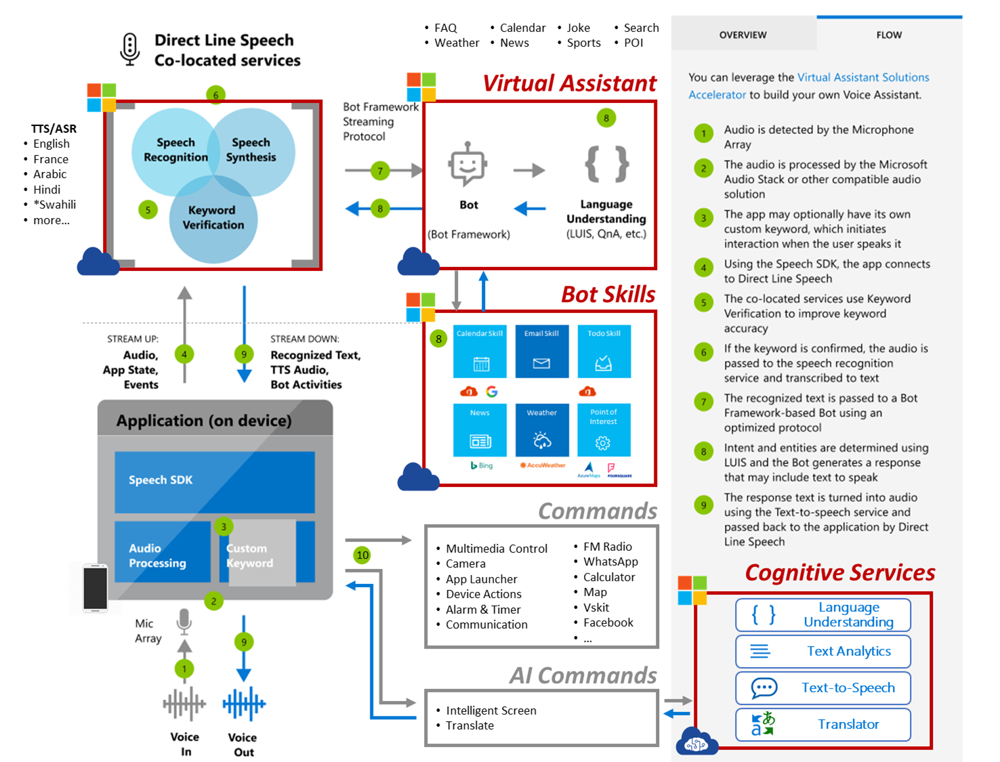 Direct Line Speech
Co-located services
• FAQ
• Weather
• Calendar
• News
• Joke
• Sports
• Search
• POI
OVERVIEW
FLOW
TTS/ASR
• English
• France
• Arabic
• Hindi
• *Swahili
• more...
6
Speech
Recognition
Speech
Synthesis
5
Keyword
Verification
Bot Framework
Streaming
Protocol
7
8
Virtual Assistant
8
Bot
(Bot Framework)
{ }
Language
Understanding
(LUIS, QnA, etc.)
Bot Skills
8
Calendar Skill
Email Skill
Todo Skill
G
News
Weather
Point of
Interest
Bing
AccuWeather
Azure Maps
FOURSQUARE
STREAM UP:
Audio,
App State,
Events
4
9
STREAM DOWN:
Recognized Text,
TTS Audio,
Bot Activities
Application (on device)
Speech SDK
Audio
Processing
3
Custom
Keyword
2
Mic
Array
1
9
Voice
In
Voice
Out
10
Commands
• Multimedia Control
• Camera
• App Launcher
• Device Actions
• Alarm & Timer
• Communication
• FM Radio
• WhatsApp
• Calculator
• Map
• Vskit
• Facebook
• ...
AI Commands
• Intelligent Screen
• Translate
You can leverage the Virtual Assistant Solutions
Accelerator to build your own Voice Assistant.
1
Audio is detected by the Microphone
Array
2
The audio is processed by the Microsoft
Audio Stack or other compatible audio
solution
3
The app may optionally have its own
custom keyword, which initiates
interaction when the user speaks it
4
Using the Speech SDK, the app connects
to Direct Line Speech
5
The co-located services use Keyword
Verification to improve keyword
accuracy
6
If the keyword is confirmed, the audio is
passed to the speech recognition
service and transcribed to text
7
The recognized text is passed to a Bot
Framework-based Bot using an
optimized protocol
8
Intent and entities are determined using
LUIS and the Bot generates a response
that may include text to speak
9
The response text is turned into audio
using the Text-to-speech service and
passed back to the application by Direct
Line Speech
Cognitive Services
{ }
Language
Understanding
Text Analytics
Text-to-Speech
aあ
Translator